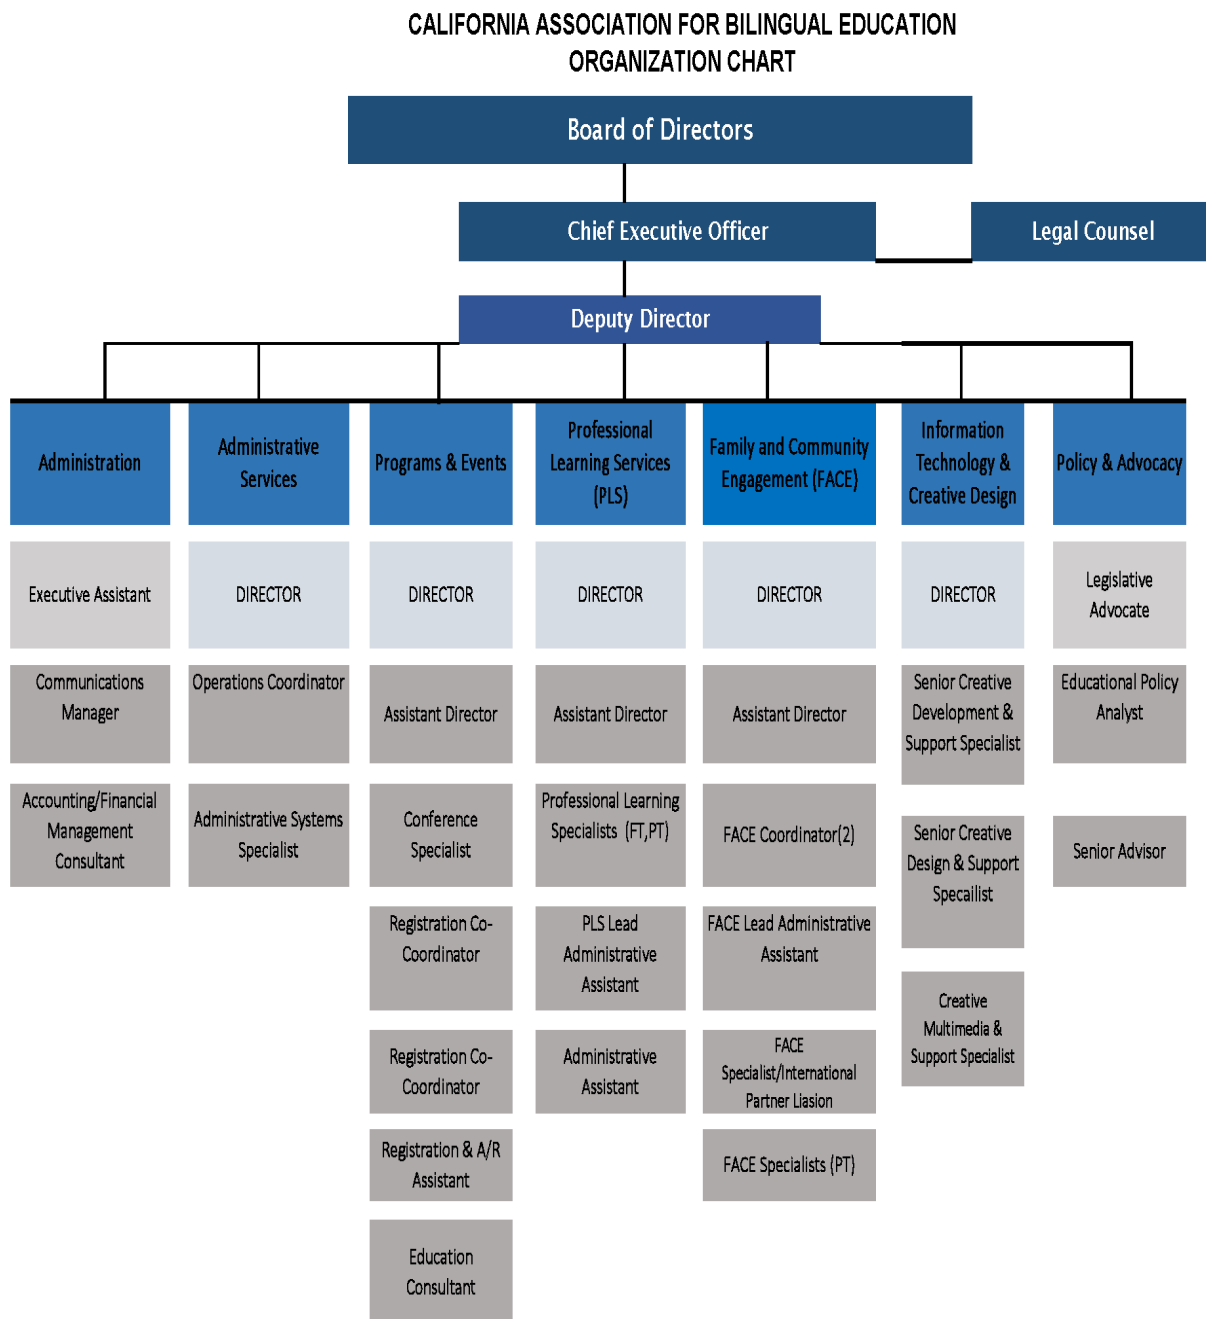 CALIFORNIA ASSOCIATION FOR BILINGUAL EDUCATION
ORGANIZATION CHART
Board of Directors
Chief Executive Officer
Legal Counsel
Deputy Director
Administration
Administrative
Services
Programs & Events
Professional
Learning Services
(PLS)
Family and Community
Engagement (FACE)
Information
Technology &
Creative Design
Policy & Advocacy
Executive Assistant
DIRECTOR
DIRECTOR
DIRECTOR
DIRECTOR
DIRECTOR
Legislative
Advocate
Communications
Manager
Operations Coordinator
Assistant Director
Assistant Director
Assistant Director
Senior Creative
Development &
Support Specialist
Educational Policy
Analyst
Accounting/Financial
Management
Consultant
Administrative Systems
Specialist
Conference
Specialist
Professional Learning
Specialists (FT,PT)
FACE Coordinator(2)
Senior Creative
Design & Support
Specailist
Senior Advisor
Registration Co-
Coordinator
PLS Lead
Administrative
Assistant
FACE Lead Administrative
Assistant
Creative
Multimedia &
Support Specialist
Registration Co-
Coordinator
Administrative
Assistant
FACE
Specialist/International
Partner Liasion
Registration & A/R
Assistant
FACE Specialists (PT)
Education
Consultant